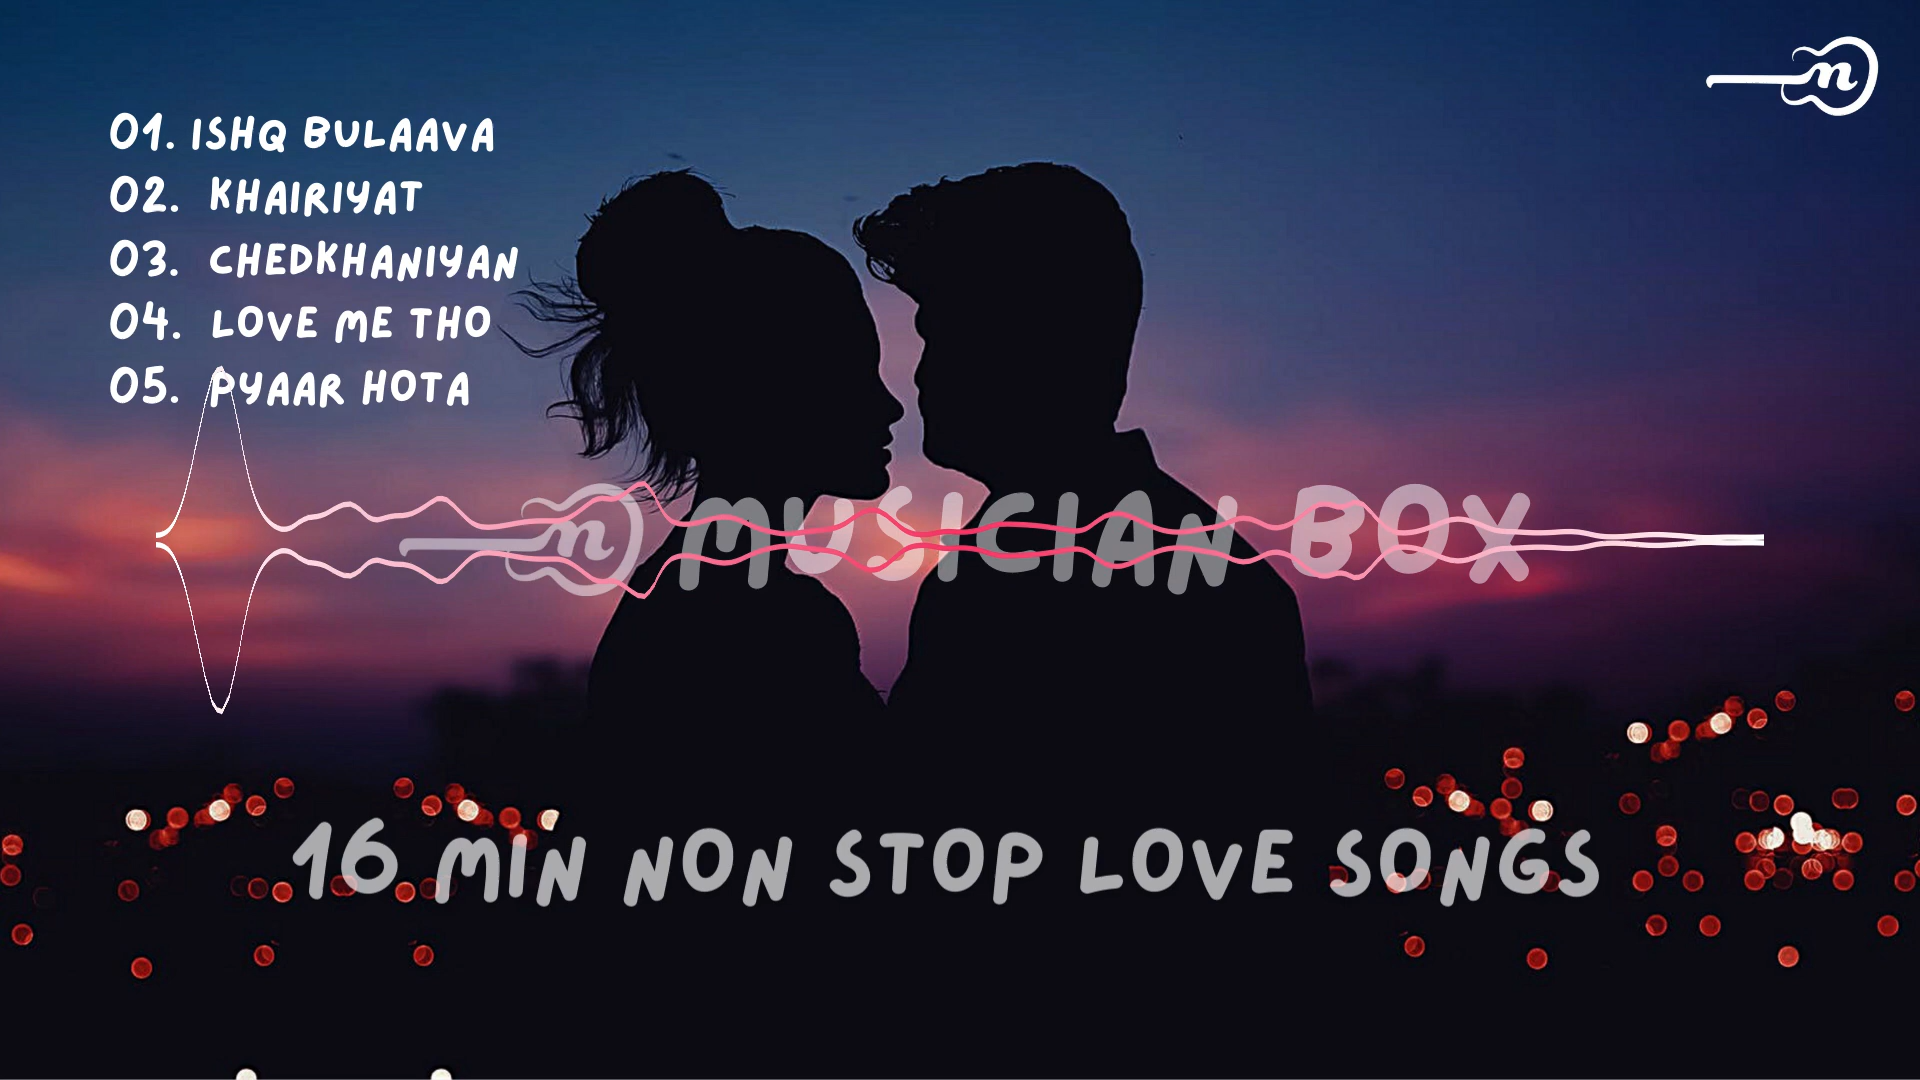 01. ISHQ BULAAVA
02. KHAIRIYAT
03. CHEDKHANIYAN
04. LOVE ME THO
05. PYAAR HOTA
n
n MUSICIAN BOX
16 MIN NON STOP LOVE SONGS